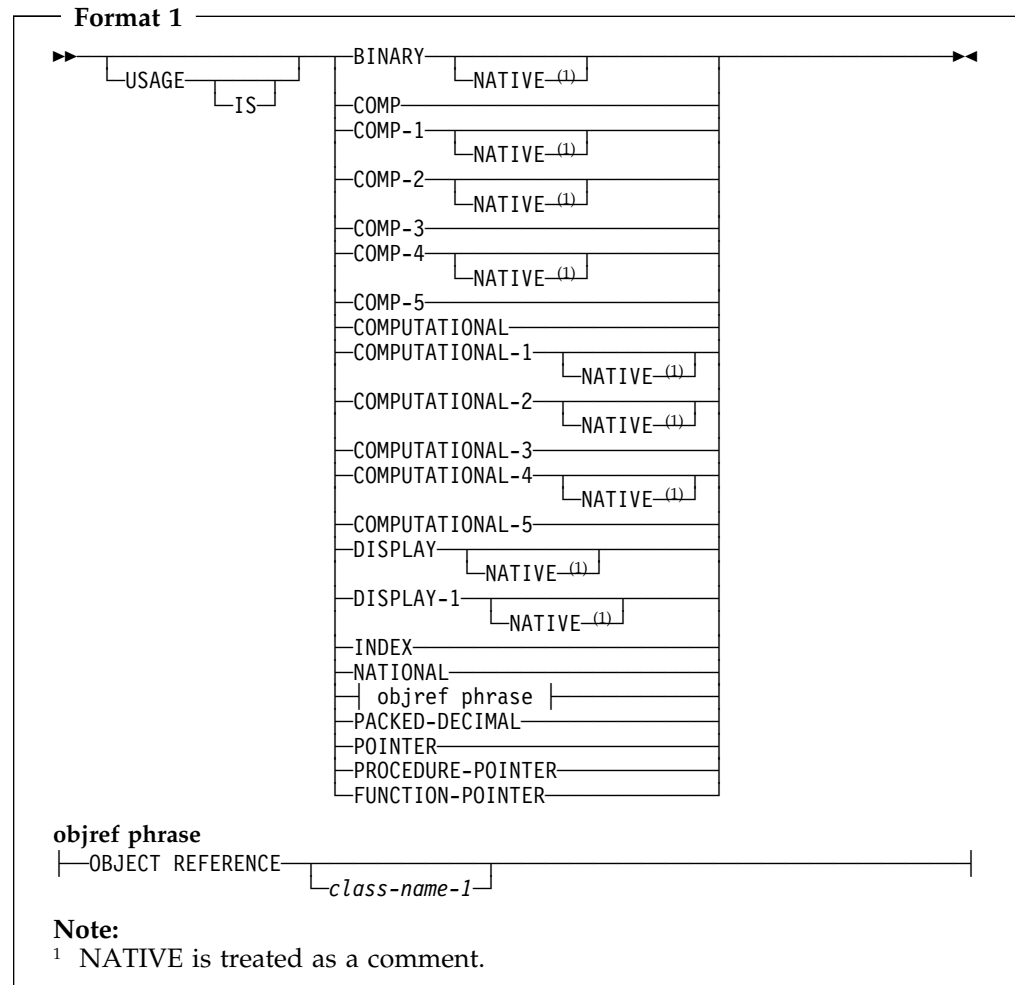 Format 1
BINARY
USAGE NATIVE (1)
IS
COMP
COMP-1
NATIVE (1)
COMP-2
NATIVE (1)
COMP-3
COMP-4
NATIVE (1)
COMP-5
COMPUTATIONAL
COMPUTATIONAL-1
NATIVE (1)
COMPUTATIONAL-2
NATIVE (1)
COMPUTATIONAL-3
COMPUTATIONAL-4
NATIVE (1)
COMPUTATIONAL-5
DISPLAY
NATIVE (1)
DISPLAY-1
NATIVE (1)
INDEX
NATIONAL
objref phrase
PACKED-DECIMAL
POINTER
PROCEDURE-POINTER
FUNCTION-POINTER
objref phrase
OBJECT REFERENCE
class-name-1
Note:
1 NATIVE is treated as a comment.